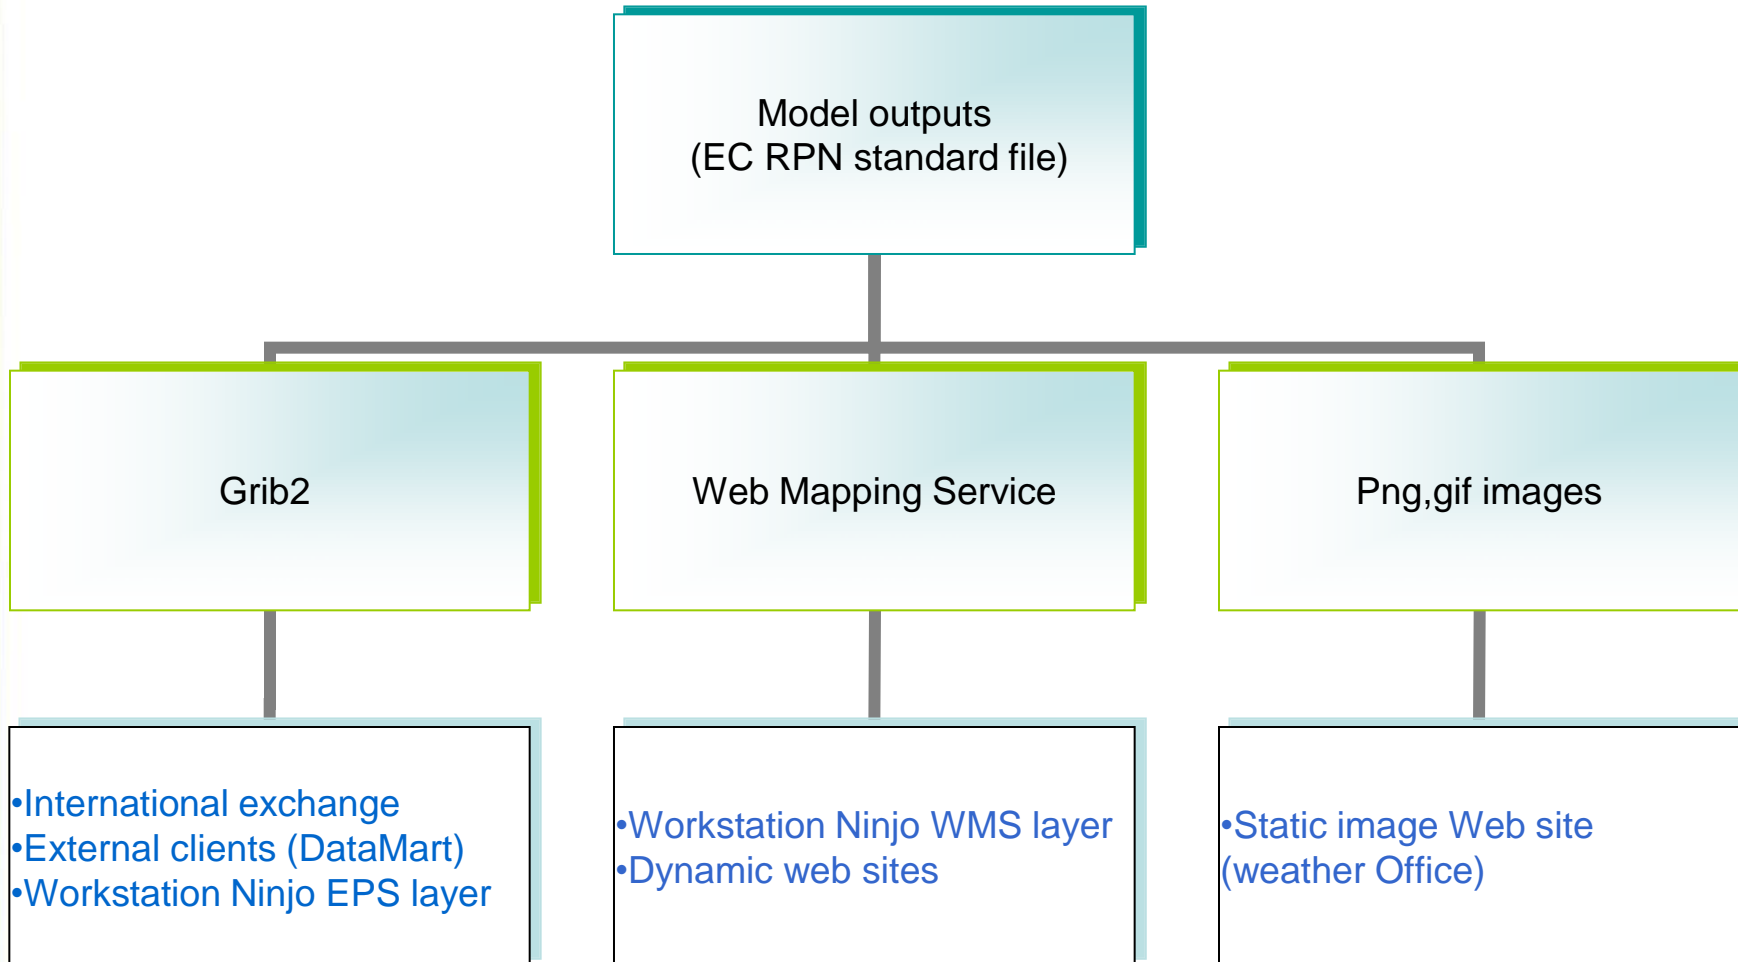 Model outputs
(EC RPN standard file)
Grib2
Web Mapping Service
Png,gif images
•International exchange
•External clients (DataMart)
•Workstation Ninjo EPS layer
•Workstation Ninjo WMS layer
•Dynamic web sites
•Static image Web site
(weather Office)